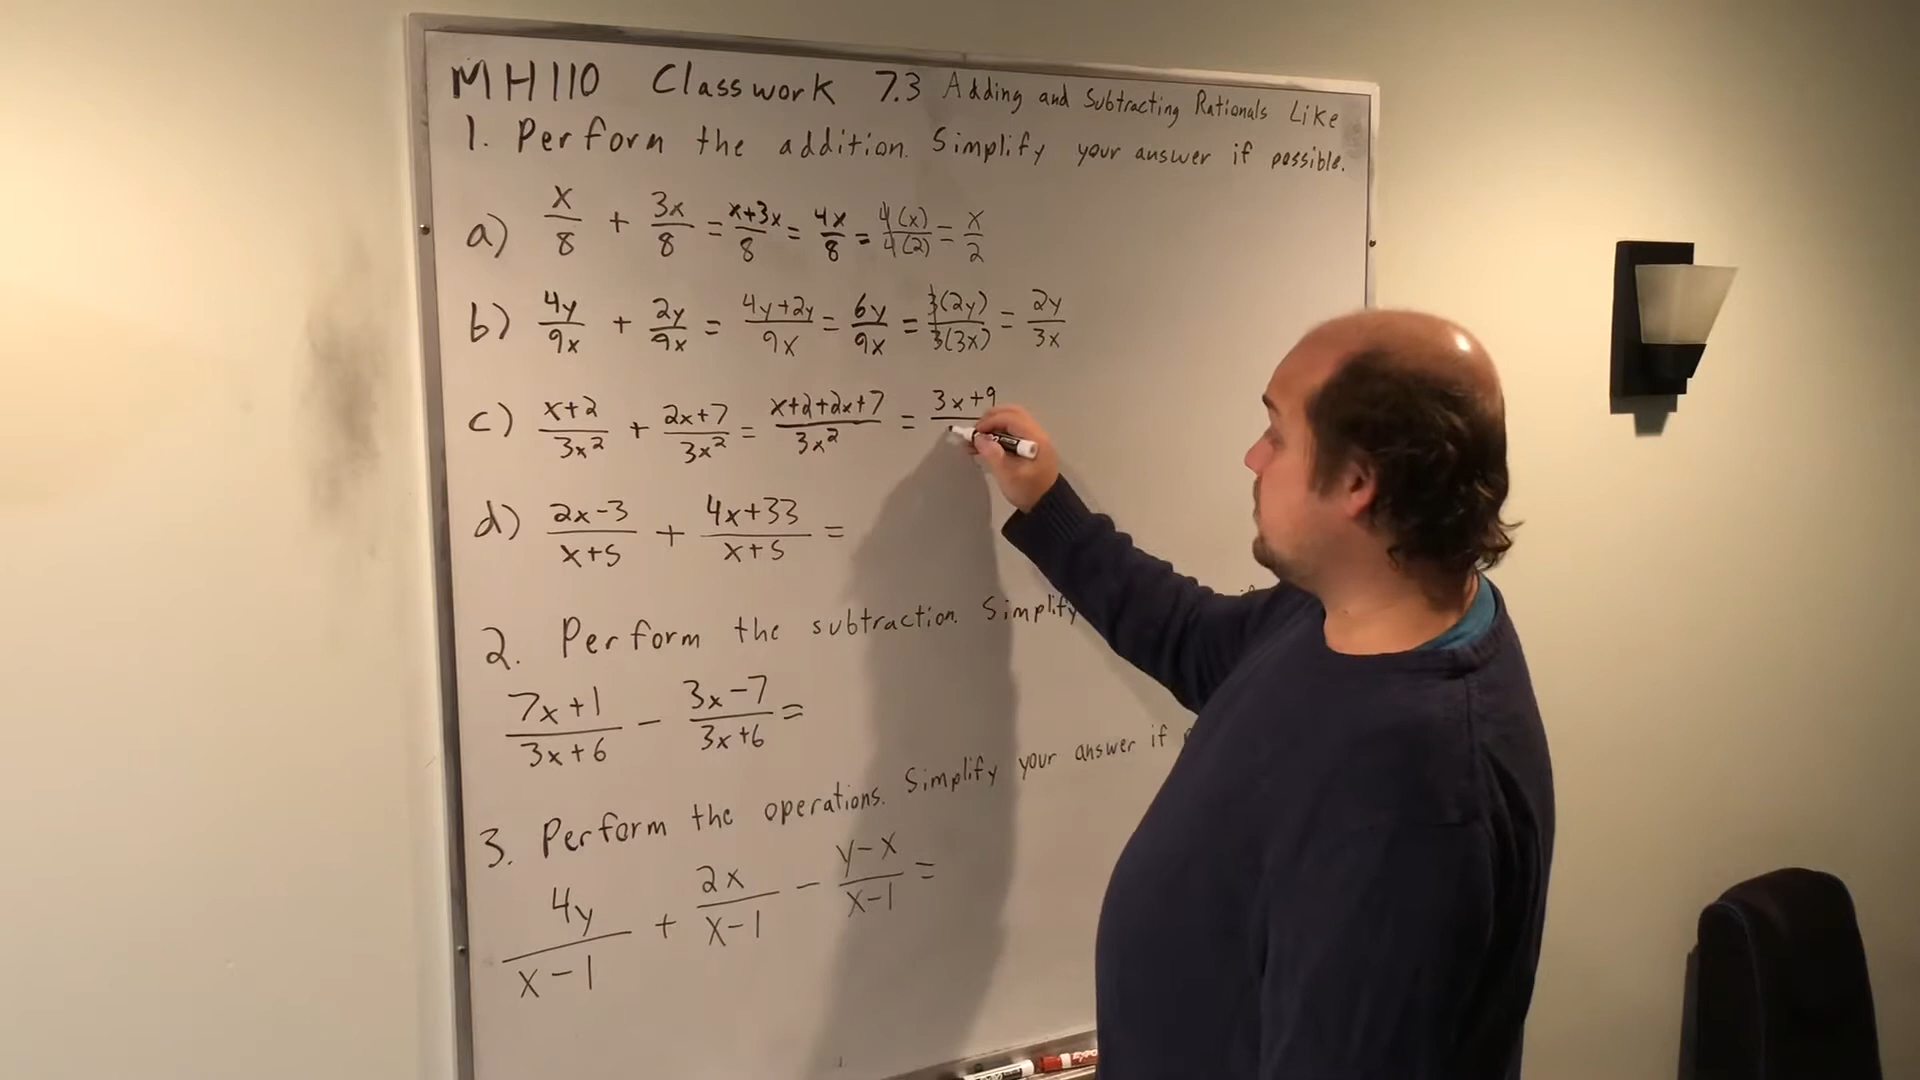 MH110 Classwork 7.3 Adding and Subtracting Rationals Like
1. Perform the addition. Simplify your answer if possible.
a) x/8 + 3x/8 = x+3x/8 = 4x/8 = 4(x)/4(2) = x/2
b) 4y/9x + 2y/9x = 4y+2y/9x = 6y/9x = 3(2y)/3(3x) = 2y/3x
c) x+2/3x² + 2x+7/3x² = x+2+2x+7/3x² = 3x+9
d) 2x-3/x+5 + 4x+33/x+5 =
2. Perform the subtraction. Simplify
7x+1/3x+6 - 3x-7/3x+6 =
3. Perform the operations. Simplify your answer if
4y/x-1 + 2x/x-1 - y-x/x-1 =